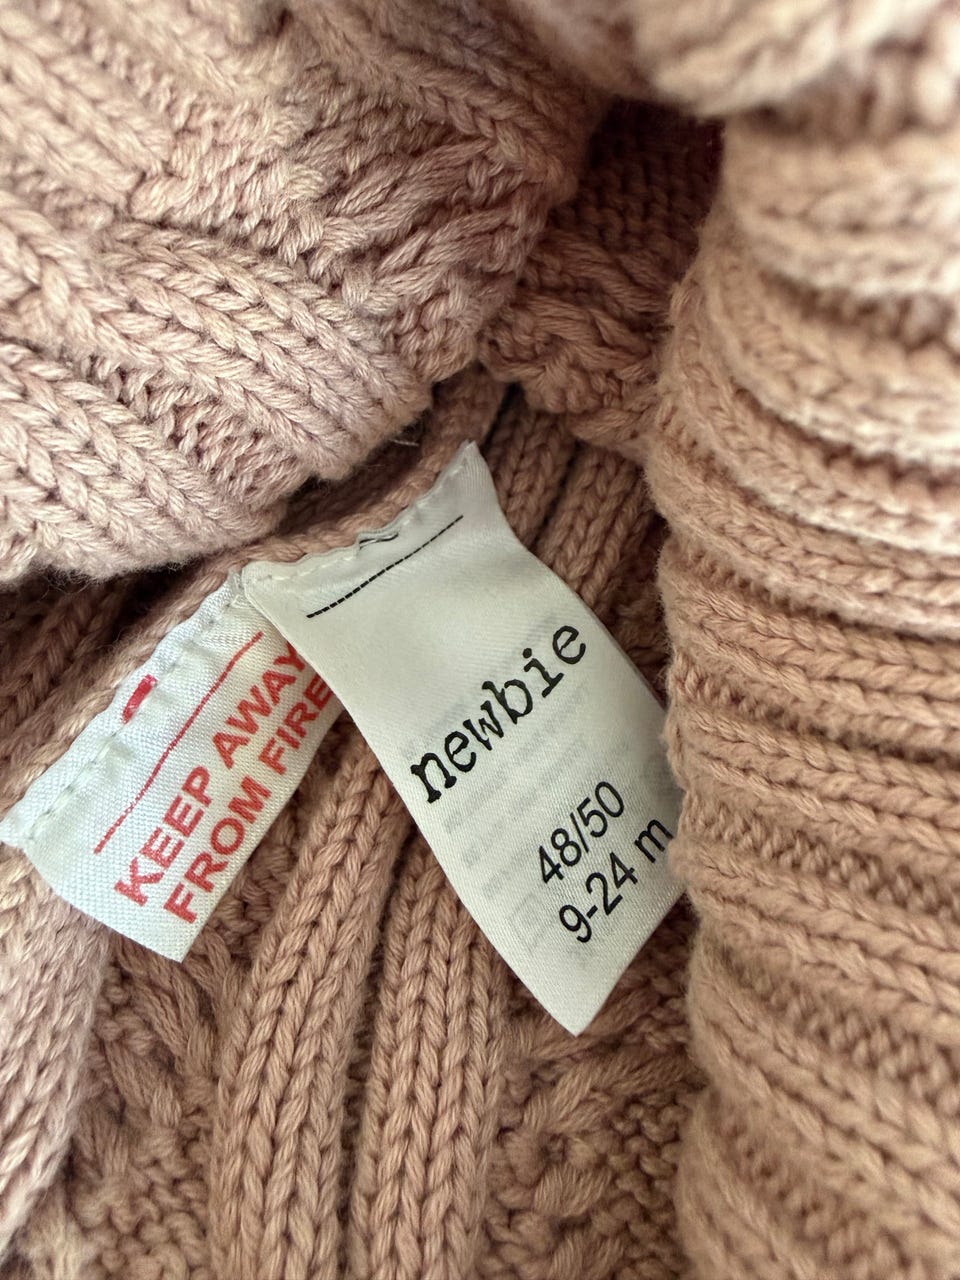 KEEP AWAY
FROM FIRE
newbie
48/50
9-24 m